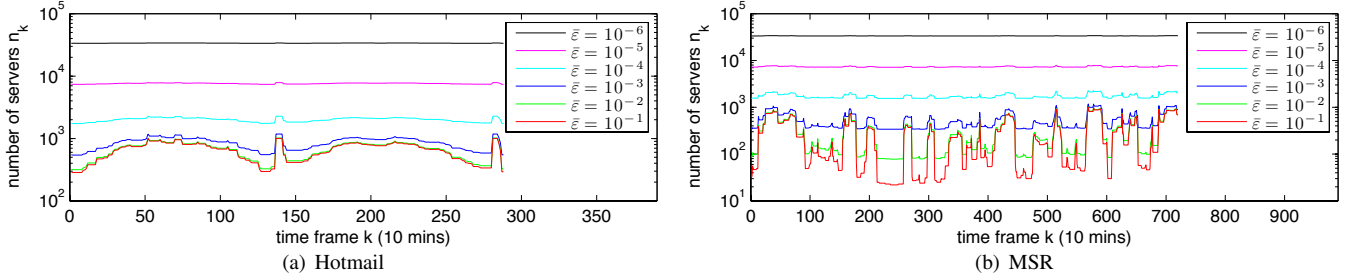 number of servers n_k
10^5
10^4
10^3
10^2
0 50 100 150 200 250 300 350
time frame k (10 mins)
ε̄ = 10^{-6}
ε̄ = 10^{-5}
ε̄ = 10^{-4}
ε̄ = 10^{-3}
ε̄ = 10^{-2}
ε̄ = 10^{-1}
(a) Hotmail
number of servers n_k
10^5
10^4
10^3
10^2
10^1
0 100 200 300 400 500 600 700 800 900
time frame k (10 mins)
ε̄ = 10^{-6}
ε̄ = 10^{-5}
ε̄ = 10^{-4}
ε̄ = 10^{-3}
ε̄ = 10^{-2}
ε̄ = 10^{-1}
(b) MSR